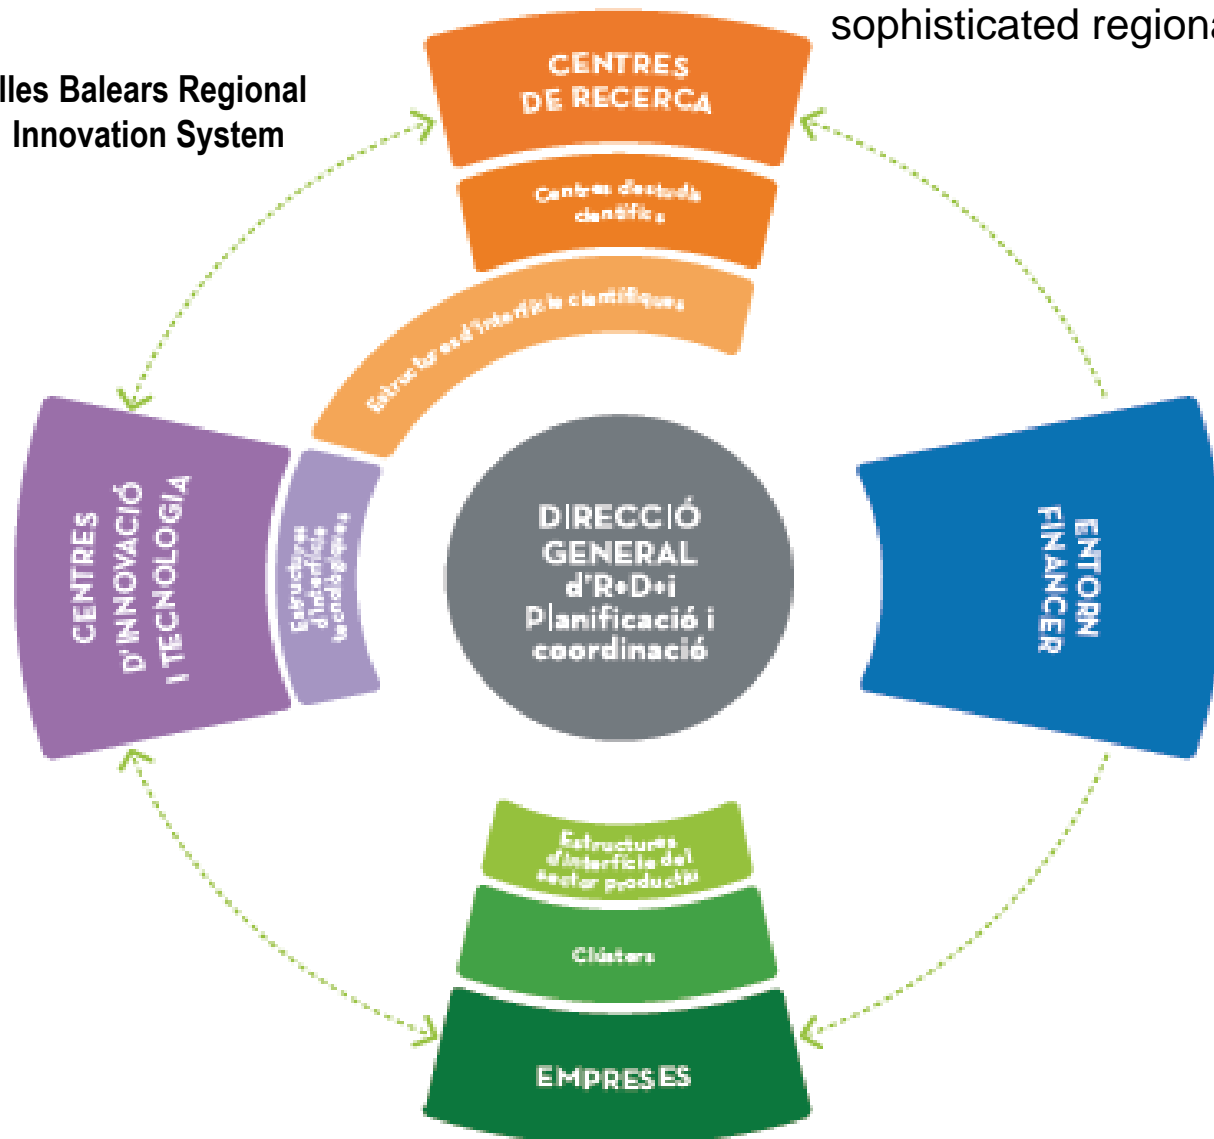 sophisticated regiona
Illes Balears Regional
Innovation System
CENTRES
DE RECERCA
Centres d'estudis
científics
Estructures d'interfície científiques
CENTRES
D'INNOVACIÓ
I TECNOLOGIA
Estructures
d'interfície
tecnològiques
DIRECCIÓ
GENERAL
d'R+D+i
Planificació i
coordinació
ENTORN
FINANCER
Estructures
d'interfície del
sector productiu
Clústers
EMPRESES